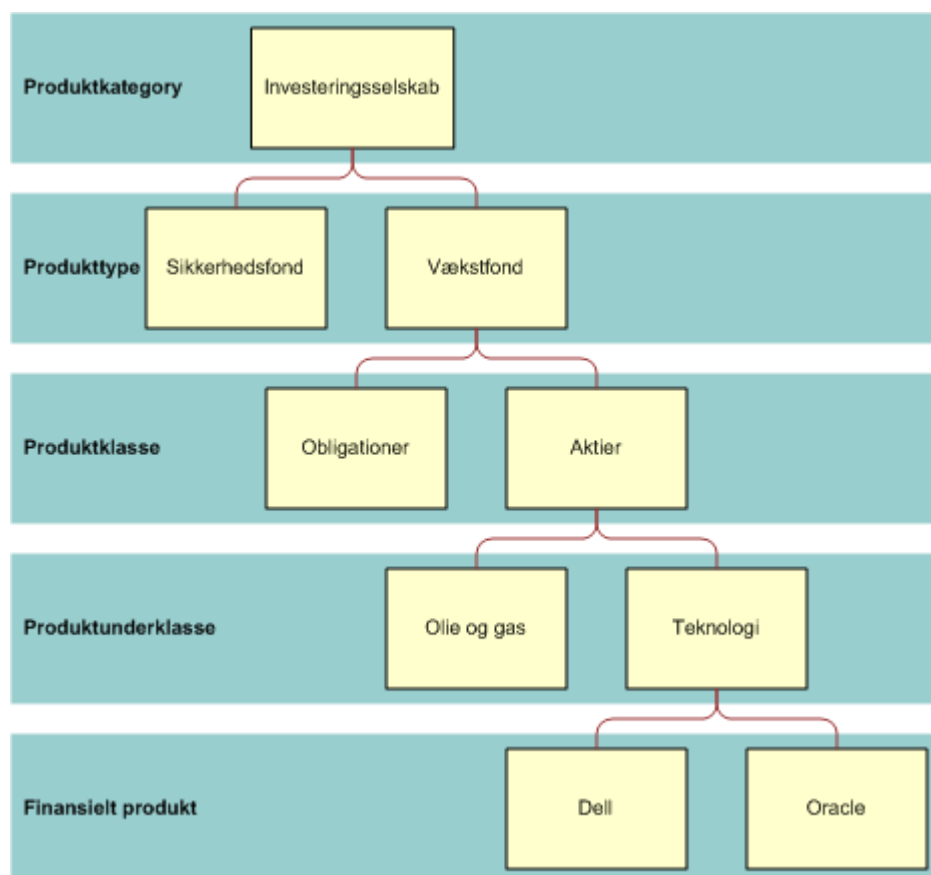 Produktkategory
Investeringsselskab
Produkttype
Sikkerhedsfond
Vækstfond
Produktklasse
Obligationer
Aktier
Produktunderklasse
Olie og gas
Teknologi
Finansielt produkt
Dell
Oracle